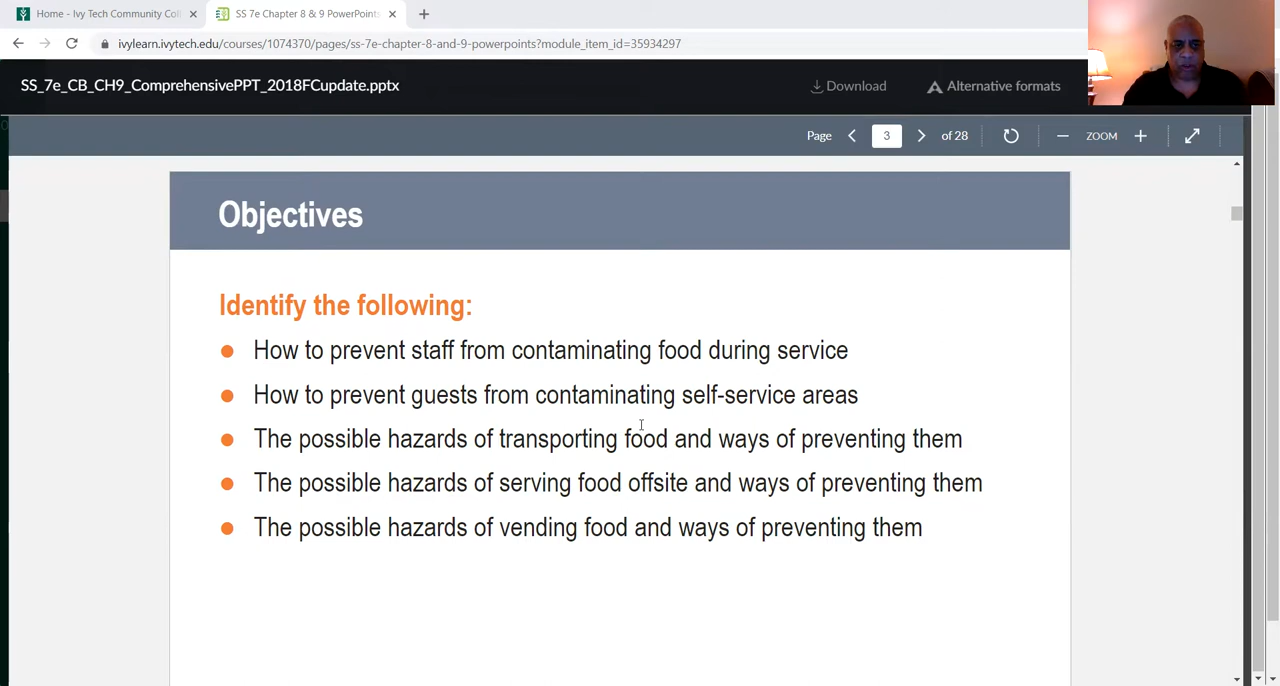 Home - Ivy Tech Community Coll
SS 7e Chapter 8 & 9 PowerPoints
ivylearn.ivytech.edu/courses/1074370/pages/ss-7e-chapter-8-and-9-powerpoints?module_item_id=35934297
SS_7e_CB_CH9_ComprehensivePPT_2018FCupdate.pptx
Download
Alternative formats
Page 3 of 28
ZOOM
Objectives
Identify the following:
How to prevent staff from contaminating food during service
How to prevent guests from contaminating self-service areas
The possible hazards of transporting food and ways of preventing them
The possible hazards of serving food offsite and ways of preventing them
The possible hazards of vending food and ways of preventing them